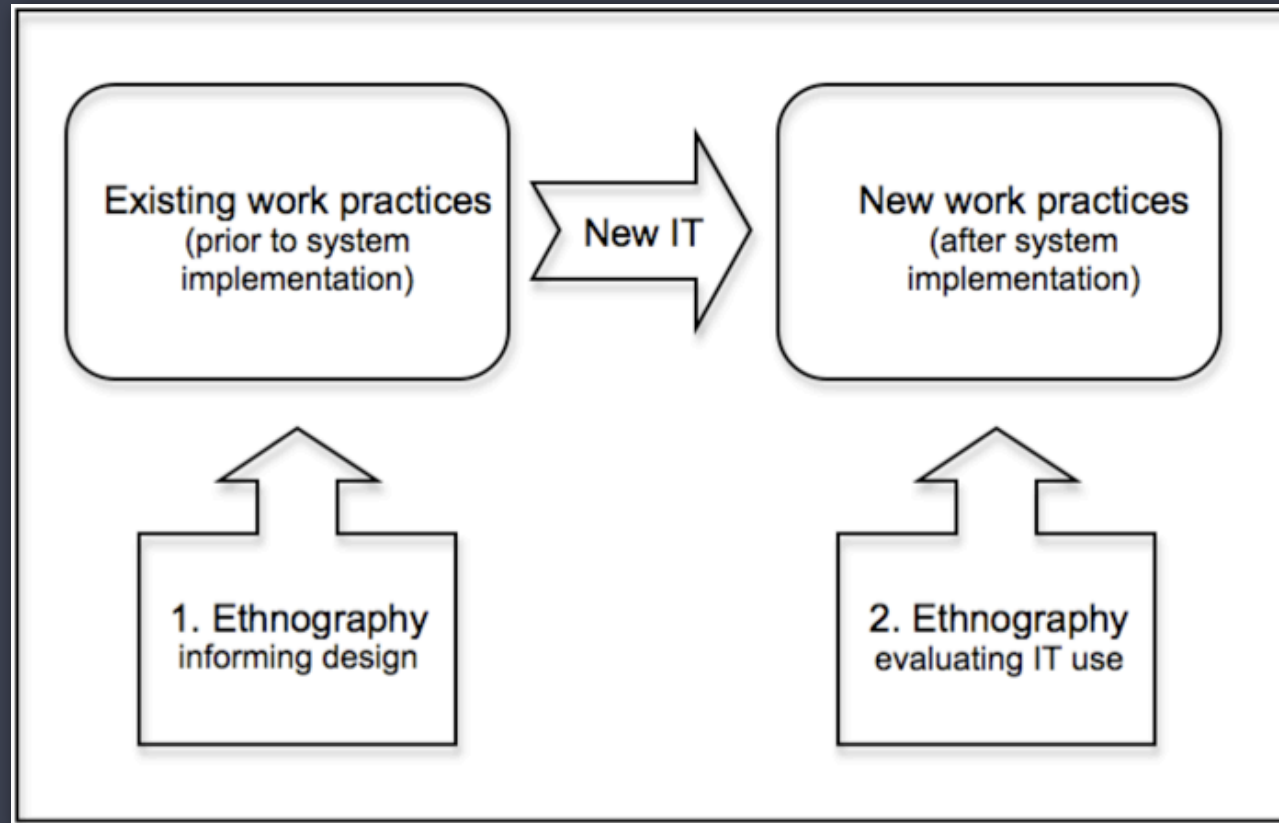 Existing work practices
(prior to system
implementation)
New IT
New work practices
(after system
implementation)
1. Ethnography
informing design
2. Ethnography
evaluating IT use